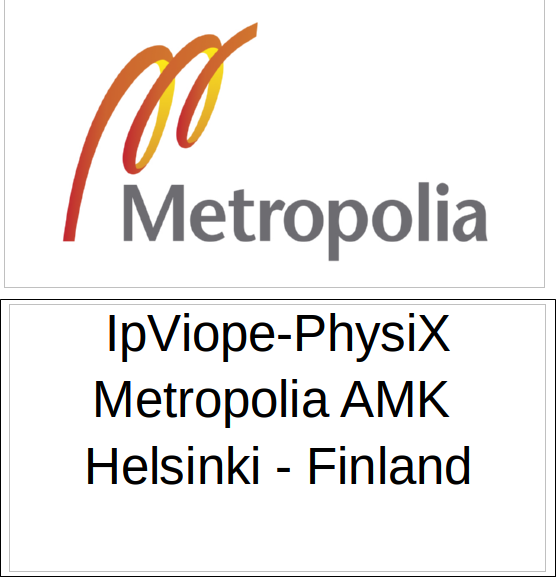 Metropolia
IpViope-PhysiX
Metropolia AMK
Helsinki - Finland